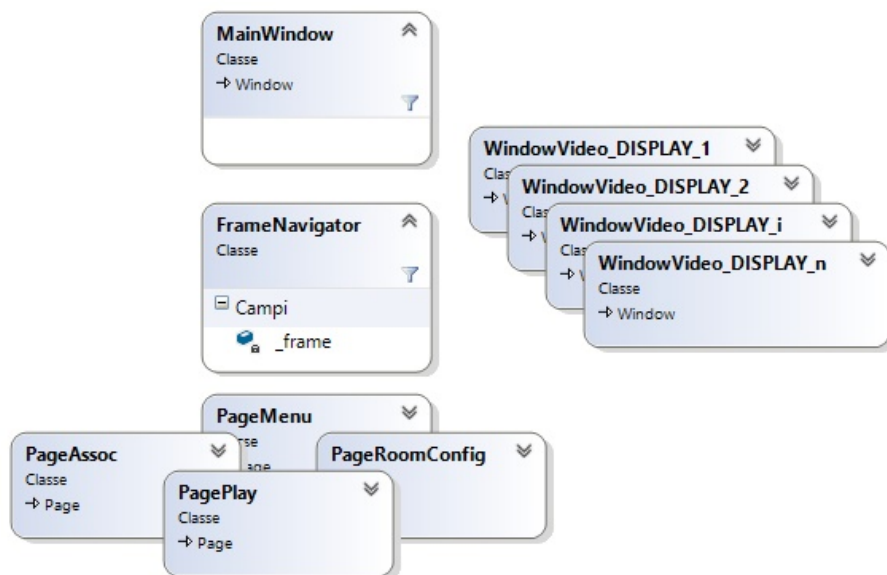 MainWindow
Classe
Window
FrameNavigator
Classe
Campi
_frame
WindowVideo_DISPLAY_1
WindowVideo_DISPLAY_2
WindowVideo_DISPLAY_i
WindowVideo_DISPLAY_n
Classe
Window
PageMenu
PageAssoc
Classe
Page
PageRoomConfig
PagePlay
Classe
Page